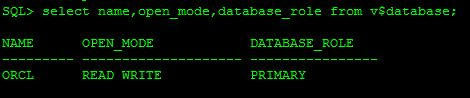 SQL> select name,open_mode,database_role from v$database;
NAME      OPEN_MODE            DATABASE_ROLE
--------- -------------------- ----------------
ORCL      READ WRITE           PRIMARY